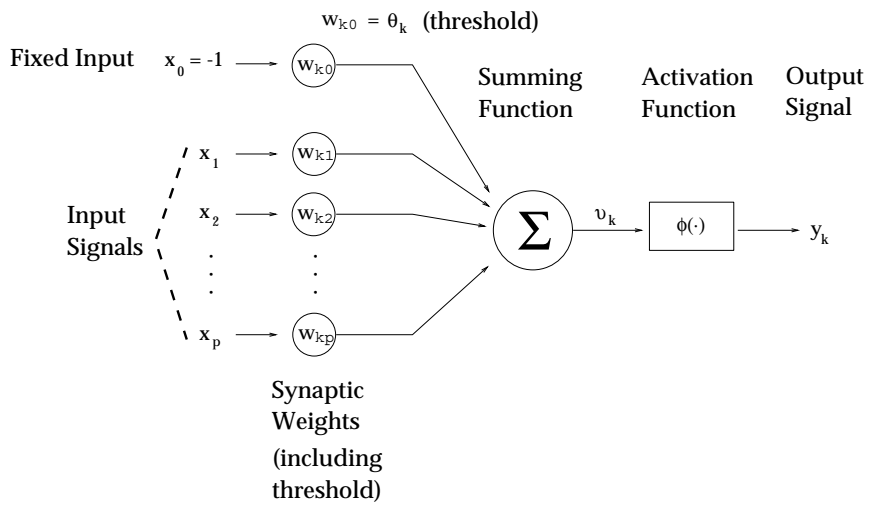 w_k0 = θ_k (threshold)
Fixed Input x_0 = -1 w_k0
Summing Function
Activation Function
Output Signal
Input Signals
x_1 w_k1
x_2 w_k2
x_p w_kp
Σ
υ_k
ϕ(·)
y_k
Synaptic
Weights
(including
threshold)